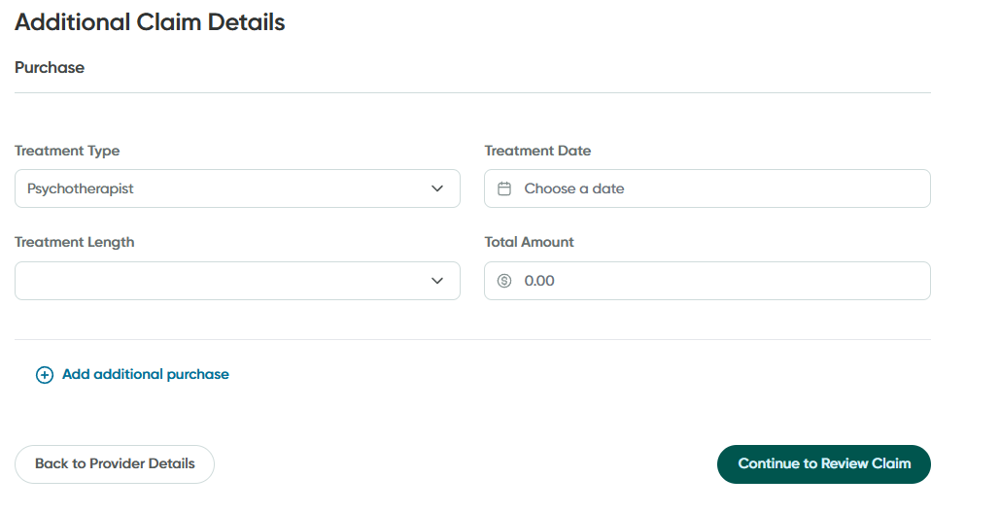 Additional Claim Details
Purchase
Treatment Type
Treatment Date
Psychotherapist
Choose a date
Treatment Length
Total Amount
0.00
Add additional purchase
Back to Provider Details
Continue to Review Claim